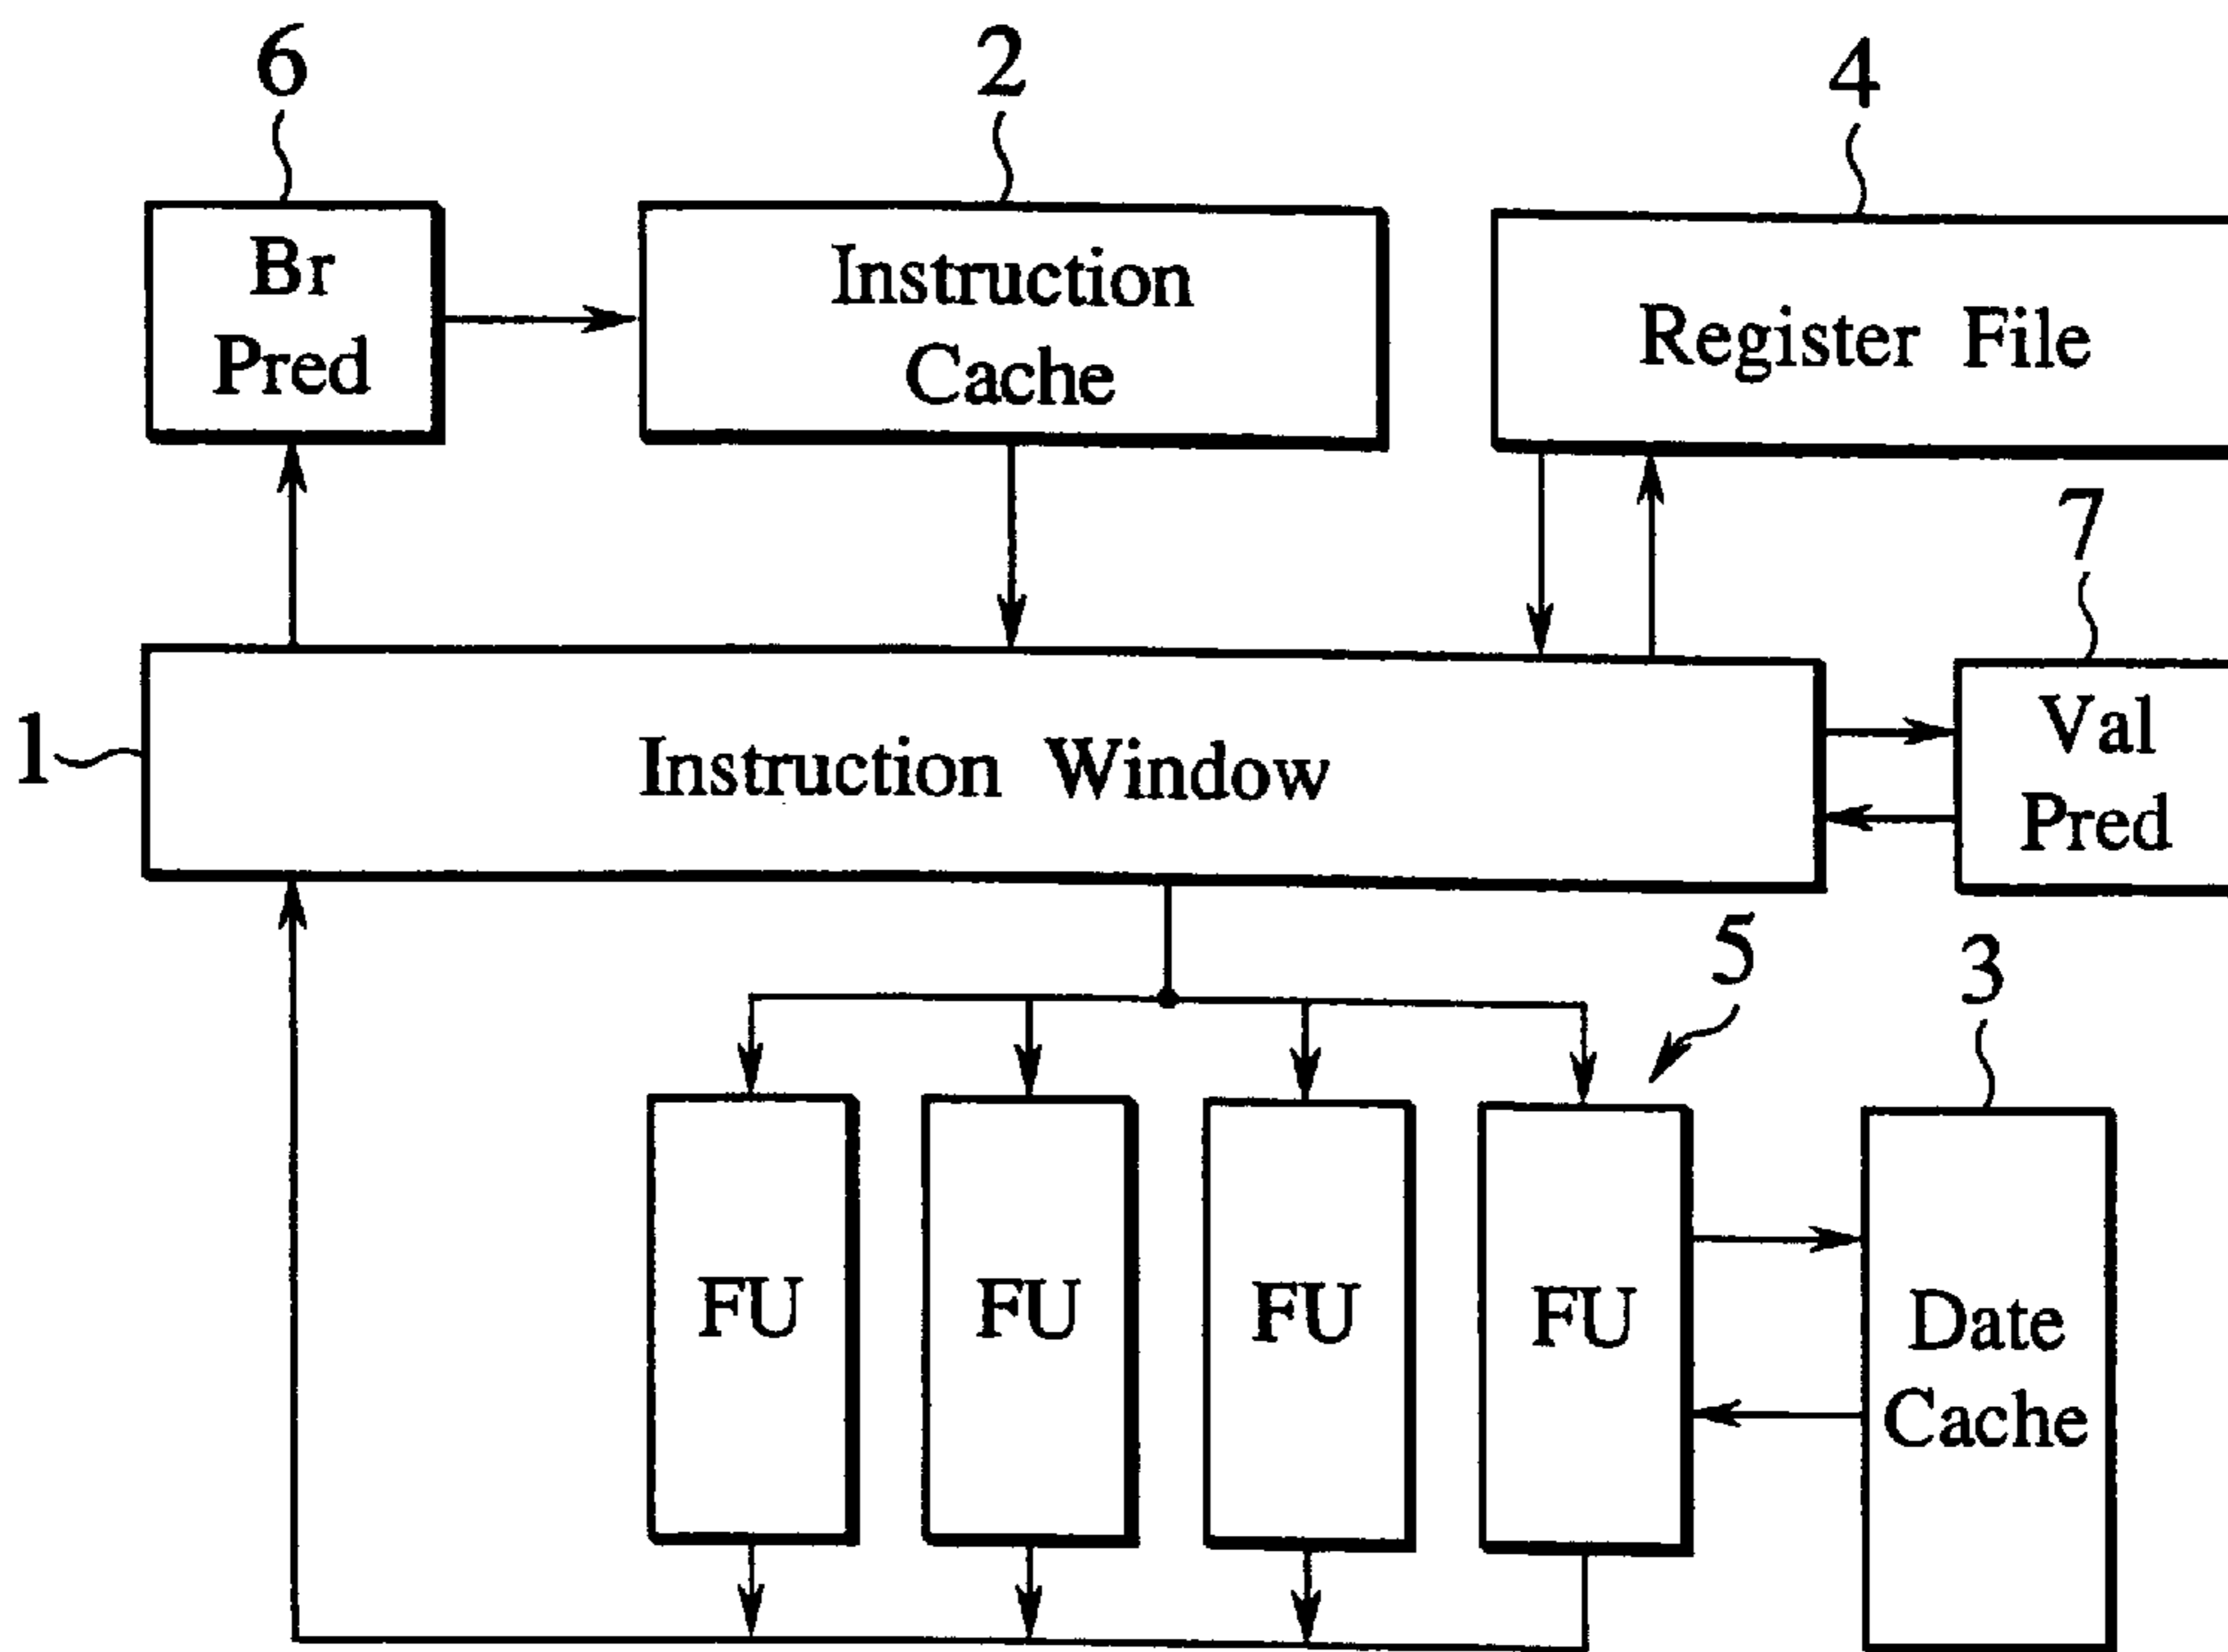 6
2
4
Br
Pred
Instruction
Cache
Register File
7
1
Instruction Window
Val
Pred
5
3
FU
FU
FU
FU
Date
Cache